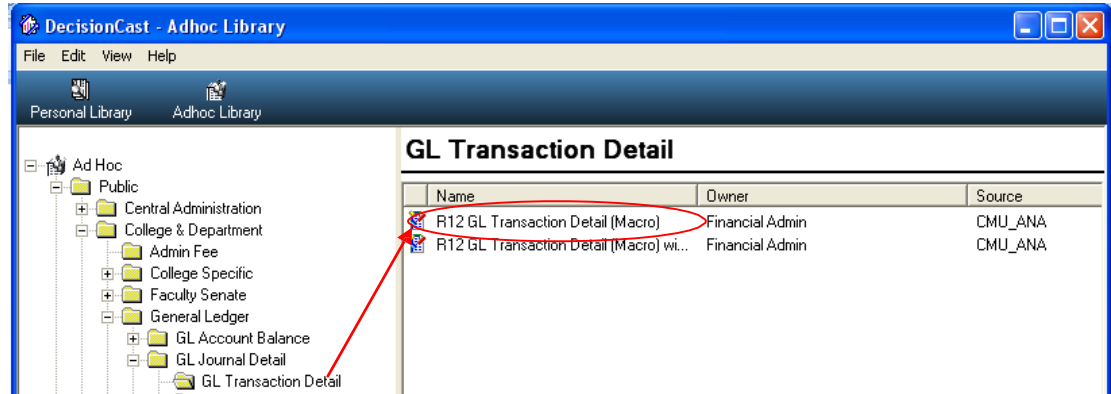 DecisionCast - Adhoc Library
File Edit View Help
Personal Library Adhoc Library
Ad Hoc
Public
Central Administration
College & Department
Admin Fee
College Specific
Faculty Senate
General Ledger
GL Account Balance
GL Journal Detail
GL Transaction Detail
GL Transaction Detail
Name Owner Source
R12 GL Transaction Detail (Macro) Financial Admin CMU_ANA
R12 GL Transaction Detail (Macro) wi... Financial Admin CMU_ANA